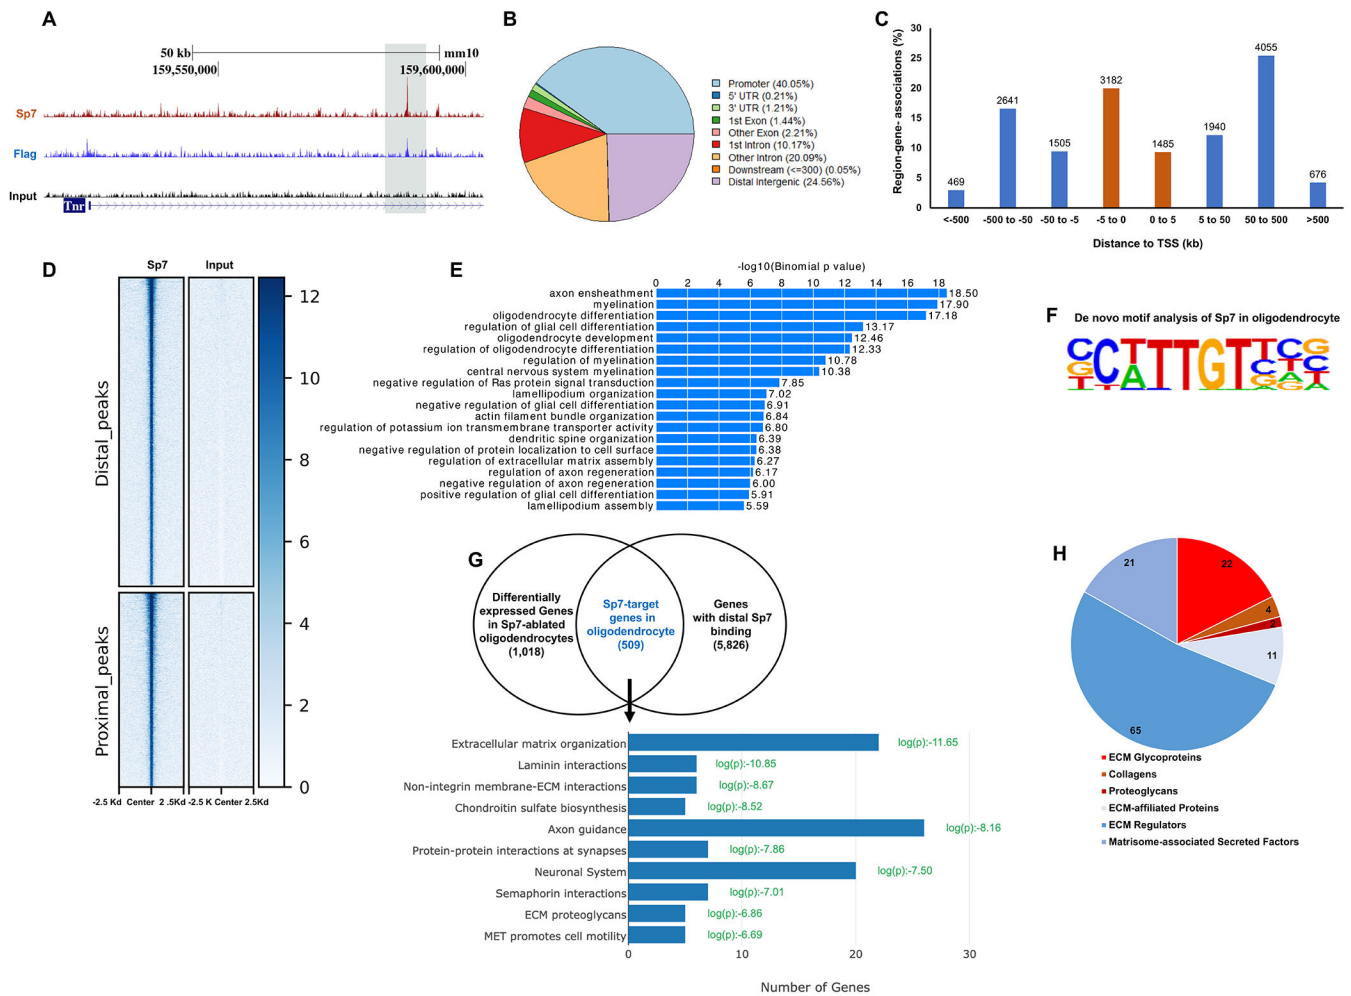 A
50 kb
mm10
159,550,000
159,600,000
Sp7
Flag
Input
Tnr
B
Promoter (40.05%)
5' UTR (0.21%)
3' UTR (1.21%)
1st Exon (1.44%)
Other Exon (2.21%)
1st Intron (10.17%)
Other Intron (20.09%)
Downstream (<=300) (0.05%)
Distal Intergenic (24.56%)
C
Region-gene- associations (%)
30
25
20
15
10
5
0
469
2641
1505
3182
1485
1940
4055
676
<-500
-500 to -50
-50 to -5
-5 to 0
0 to 5
5 to 50
50 to 500
>500
Distance to TSS (kb)
D
Sp7
Input
Distal_peaks
Proximal_peaks
12
10
8
6
4
2
0
-2.5 Kd Center 2 .5Kd -2.5 K Center 2.5Kd
E
-log10(Binomial p value)
0 2 4 6 8 10 12 14 16 18
axon ensheathment 18.50
myelination 17.90
oligodendrocyte differentiation 17.18
regulation of glial cell differentiation 13.17
oligodendrocyte development 12.46
regulation of oligodendrocyte differentiation 12.33
regulation of myelination 10.78
central nervous system myelination 10.38
negative regulation of Ras protein signal transduction 7.85
lamellipodium organization 7.02
negative regulation of glial cell differentiation 6.91
actin filament bundle organization 6.84
regulation of potassium ion transmembrane transporter activity 6.80
dendritic spine organization 6.39
negative regulation of protein localization to cell surface 6.38
regulation of extracellular matrix assembly 6.27
regulation of axon regeneration 6.17
negative regulation of axon regeneration 6.00
positive regulation of glial cell differentiation 5.91
lamellipodium assembly 5.59
F
De novo motif analysis of Sp7 in oligodendrocyte
G
Differentially
expressed Genes
in Sp7-ablated
oligodendrocytes
(1,018)
Sp7-target
genes in
oligodendrocyte
(509)
Genes
with distal Sp7
binding
(5,826)
Extracellular matrix organization log(p):-11.65
Laminin interactions log(p):-10.85
Non-integrin membrane-ECM interactions log(p):-8.67
Chondroitin sulfate biosynthesis log(p):-8.52
Axon guidance log(p):-8.16
Protein-protein interactions at synapses log(p):-7.86
Neuronal System log(p):-7.50
Semaphorin interactions log(p):-7.01
ECM proteoglycans log(p):-6.86
MET promotes cell motility log(p):-6.69
0 10 20 30
Number of Genes
H
22
4
2
11
65
21
ECM Glycoproteins
Collagens
Proteoglycans
ECM-affiliated Proteins
ECM Regulators
Matrisome-associated Secreted Factors